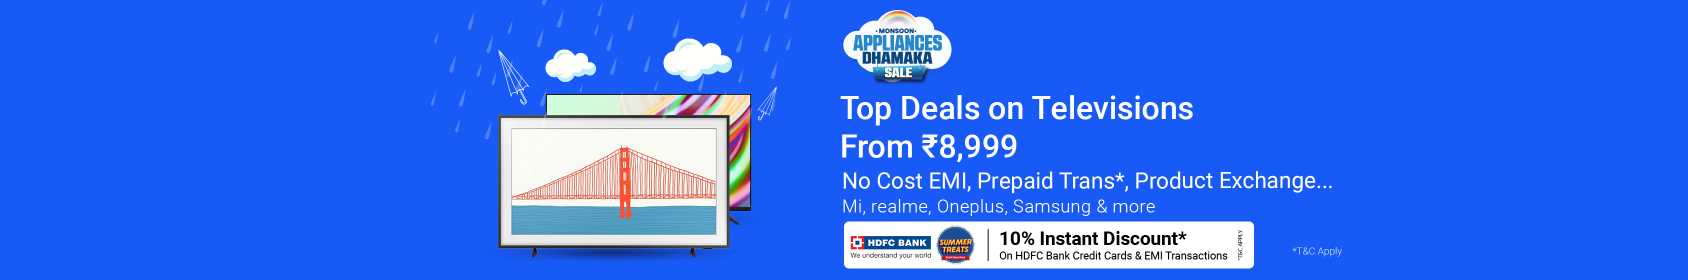 MONSOON
APPLIANCES
DHAMAKA
SALE
Top Deals on Televisions
From ₹8,999
No Cost EMI, Prepaid Trans*, Product Exchange...
Mi, realme, Oneplus, Samsung & more
HDFC BANK
We understand your world
SUMMER
TREATS
10% Instant Discount*
On HDFC Bank Credit Cards & EMI Transactions
*T&C APPLY
*T&C Apply